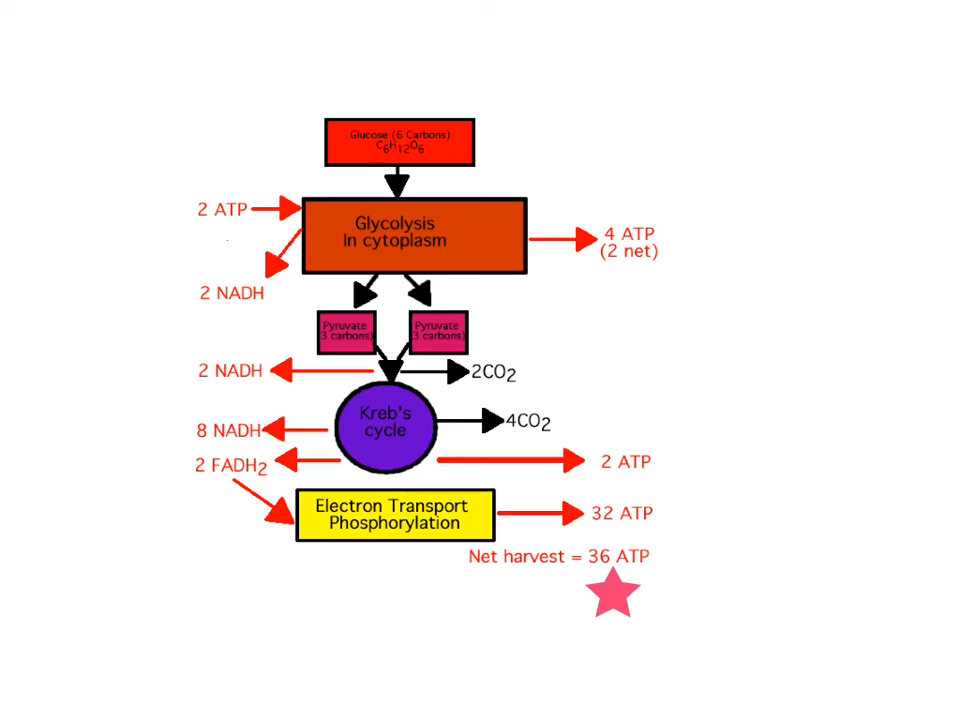 Glucose (6 Carbons)
C6H12O6
2 ATP
Glycolysis
In cytoplasm
4 ATP
(2 net)
2 NADH
Pyruvate
3 carbons)
Pyruvate
3 carbons)
2 NADH
2CO2
Kreb's
cycle
4CO2
8 NADH
2 FADH2
2 ATP
Electron Transport
Phosphorylation
32 ATP
Net harvest = 36 ATP